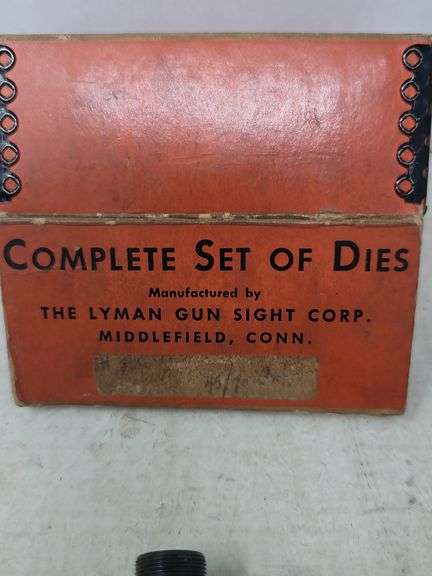 COMPLETE SET OF DIES
Manufactured by
THE LYMAN GUN SIGHT CORP.
MIDDLEFIELD, CONN.